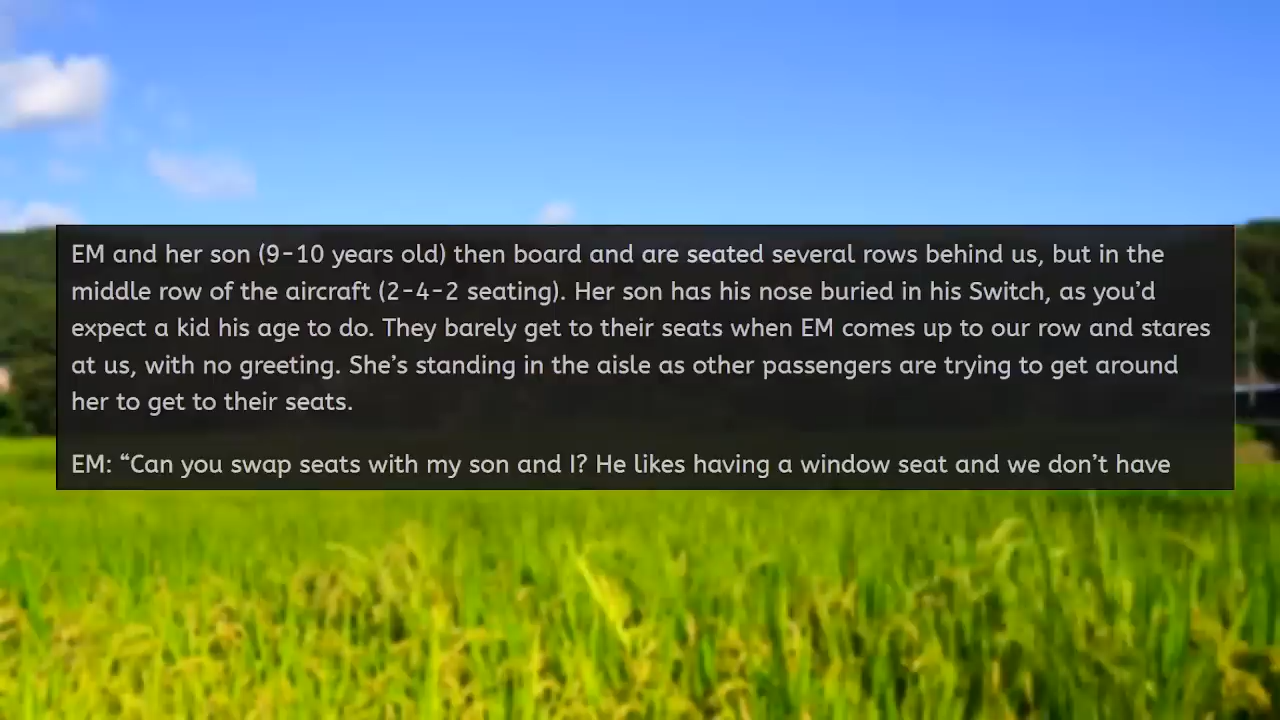 EM and her son (9-10 years old) then board and are seated several rows behind us, but in the
middle row of the aircraft (2-4-2 seating). Her son has his nose buried in his Switch, as you’d
expect a kid his age to do. They barely get to their seats when EM comes up to our row and stares
at us, with no greeting. She’s standing in the aisle as other passengers are trying to get around
her to get to their seats.
EM: “Can you swap seats with my son and I? He likes having a window seat and we don’t have